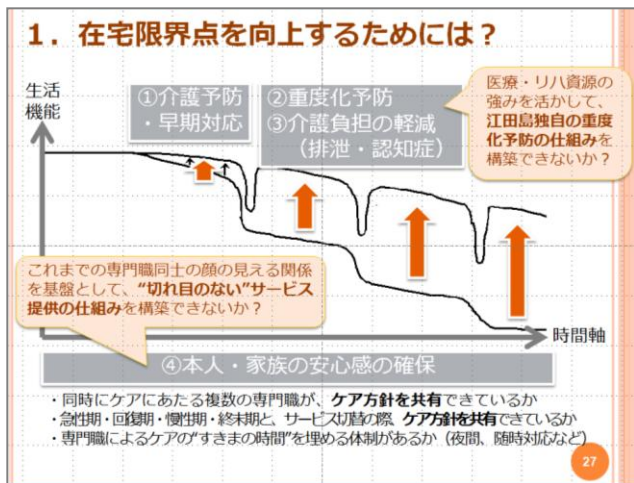 1．在宅限界点を向上するためには？
生活
機能
①介護予防
・早期対応
②重度化予防
③介護負担の軽減
（排泄・認知症）
医療・リハ資源の
強みを活かして、
江田島独自の重度
化予防の仕組みを
構築できないか？
これまでの専門職同士の顔の見える関係
を基盤として、“切れ目のない”サービス
提供の仕組みを構築できないか？
時間軸
④本人・家族の安心感の確保
・同時にケアにあたる複数の専門職が、ケア方針を共有できているか
・急性期・回復期・慢性期・終末期と、サービス切替の際、ケア方針を共有できているか
・専門職によるケアの“すきまの時間”を埋める体制があるか（夜間、随時対応など）
27